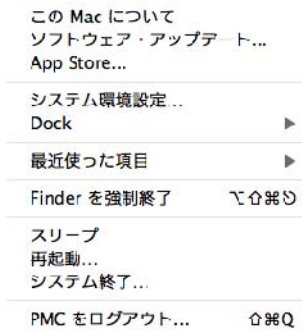 この Mac について
ソフトウェア・アップデート...
App Store...
システム環境設定...
Dock ▶
最近使った項目 ▶
Finder を強制終了 ⌥⇧⌘⎋
スリープ
再起動...
システム終了...
PMC をログアウト... ⇧⌘Q